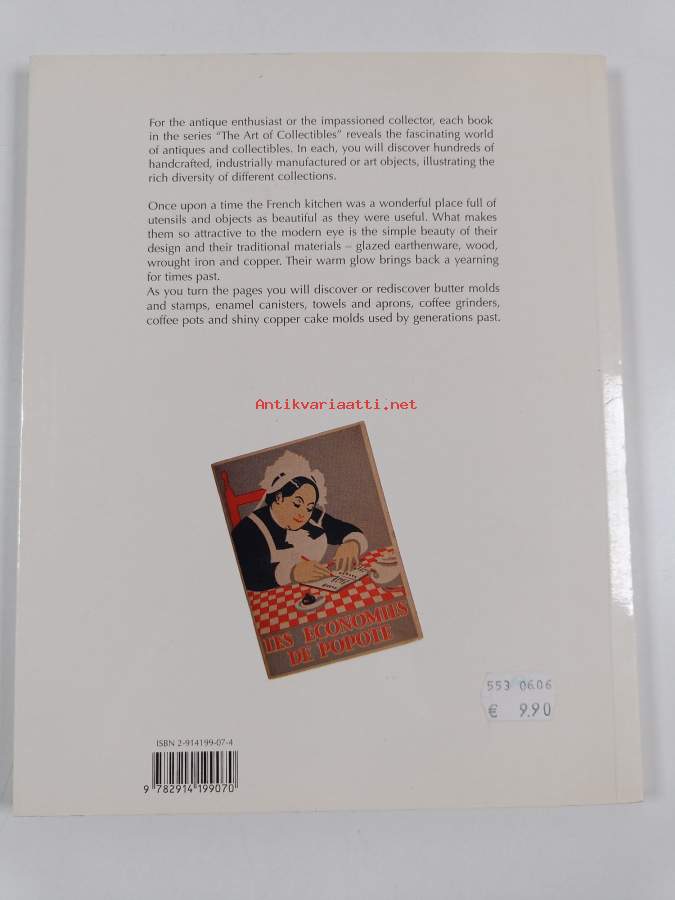 For the antique enthusiast or the impassioned collector, each book
in the series “The Art of Collectibles” reveals the fascinating world
of antiques and collectibles. In each, you will discover hundreds of
handcrafted, industrially manufactured or art objects, illustrating the
rich diversity of different collections.
Once upon a time the French kitchen was a wonderful place full of
utensils and objects as beautiful as they were useful. What makes
them so attractive to the modern eye is the simple beauty of their
design and their traditional materials – glazed earthenware, wood,
wrought iron and copper. Their warm glow brings back a yearning
for times past.
As you turn the pages you will discover or rediscover butter molds
and stamps, enamel canisters, towels and aprons, coffee grinders,
coffee pots and shiny copper cake molds used by generations past.
Antikvariaatti.net
LES ECONOMIES
DE POPOTE
553 06.06
€ 9.90
ISBN 2-914199-07-4
9 782914 199070